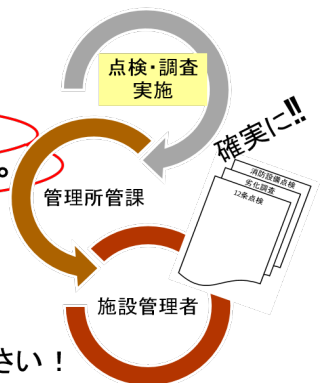 点検・調査
実施
確実に!!
消防設備点検
劣化調査
12条点検
。
管理所管課
施設管理者
さい！